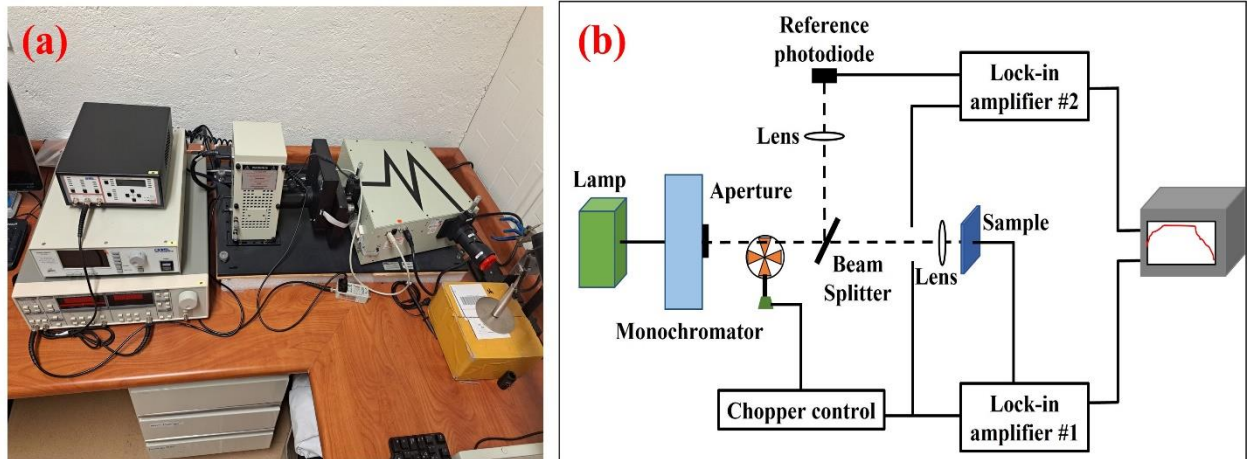 (a)
(b)
Reference
photodiode
Lock-in
amplifier #2
Lens
Lamp
Aperture
Sample
Beam
Splitter
Lens
Monochromator
Chopper control
Lock-in
amplifier #1